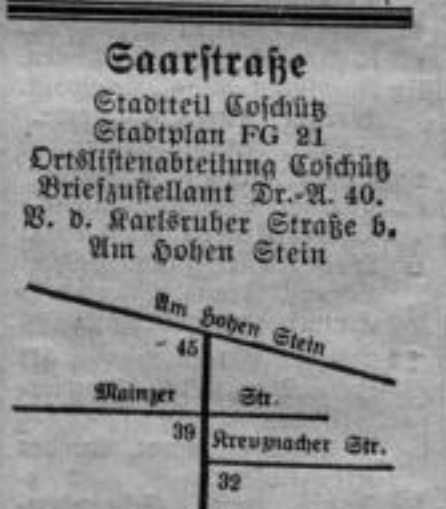 Saarstraße
Stadtteil Coschütz
Stadtplan FG 21
Ortslistenabteilung Coschütz
Briefzustellamt Dr.-A. 40.
V. d. Karlsruher Straße b.
Am Hohen Stein
Am Hohen Stein
45
Mainzer Str.
39 Kreuznacher Str.
32